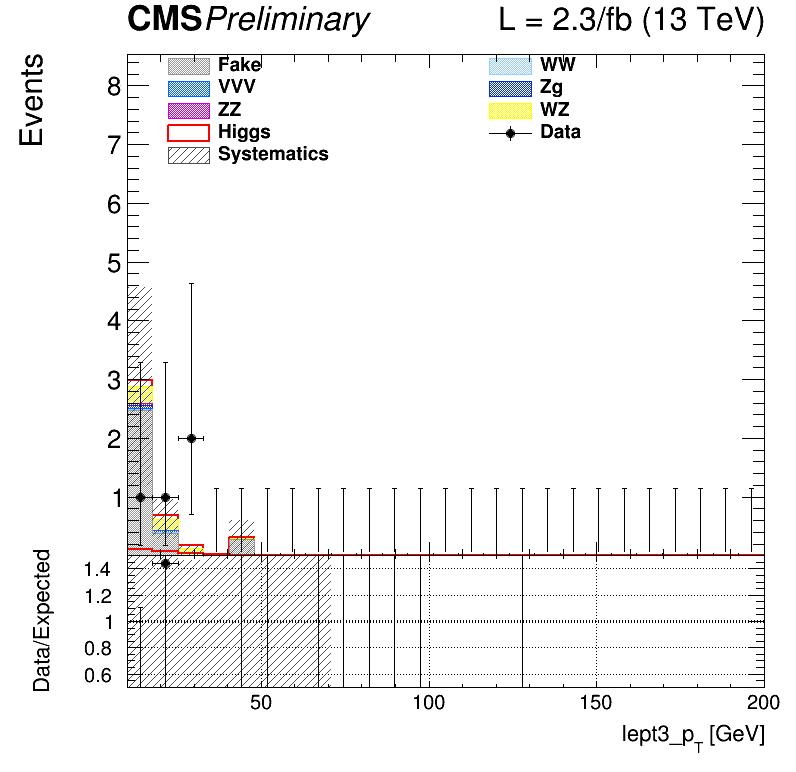 CMS Preliminary L = 2.3/fb (13 TeV)
Events
Fake WW
VVV Zg
ZZ WZ
Higgs Data
Systematics
8
7
6
5
4
3
2
1
Data/Expected
1.4
1.2
1
0.8
0.6
50 100 150 200
lept3_p_T [GeV]